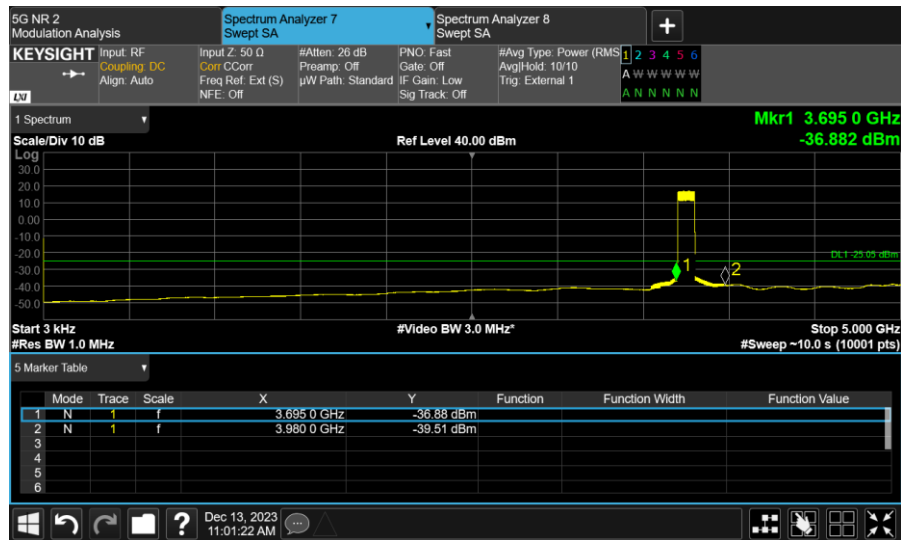 5G NR 2
Modulation Analysis
Spectrum Analyzer 7
Swept SA
Spectrum Analyzer 8
Swept SA
+
KEYSIGHT
LXI
Input: RF
Coupling: DC
Align: Auto
Input Z: 50 Ω
Corr CCorr
Freq Ref: Ext (S)
NFE: Off
#Atten: 26 dB
Preamp: Off
µW Path: Standard
PNO: Fast
Gate: Off
IF Gain: Low
Sig Track: Off
#Avg Type: Power (RMS
Avg|Hold: 10/10
Trig: External 1
1 2 3 4 5 6
A W W W W W
A N N N N N
1 Spectrum
Mkr1 3.695 0 GHz
Scale/Div 10 dB
Ref Level 40.00 dBm
-36.882 dBm
Log
30.0
20.0
10.0
0.00
-10.0
-20.0
DL1 -25.05 dBm
-30.0
1
2
-40.0
-50.0
Start 3 kHz
#Video BW 3.0 MHz*
Stop 5.000 GHz
#Res BW 1.0 MHz
#Sweep ~10.0 s (10001 pts)
5 Marker Table
Mode Trace Scale X Y Function Function Width Function Value
1 N 1 f 3.695 0 GHz -36.88 dBm
2 N 1 f 3.980 0 GHz -39.51 dBm
3
4
5
6
?
Dec 13, 2023
11:01:22 AM